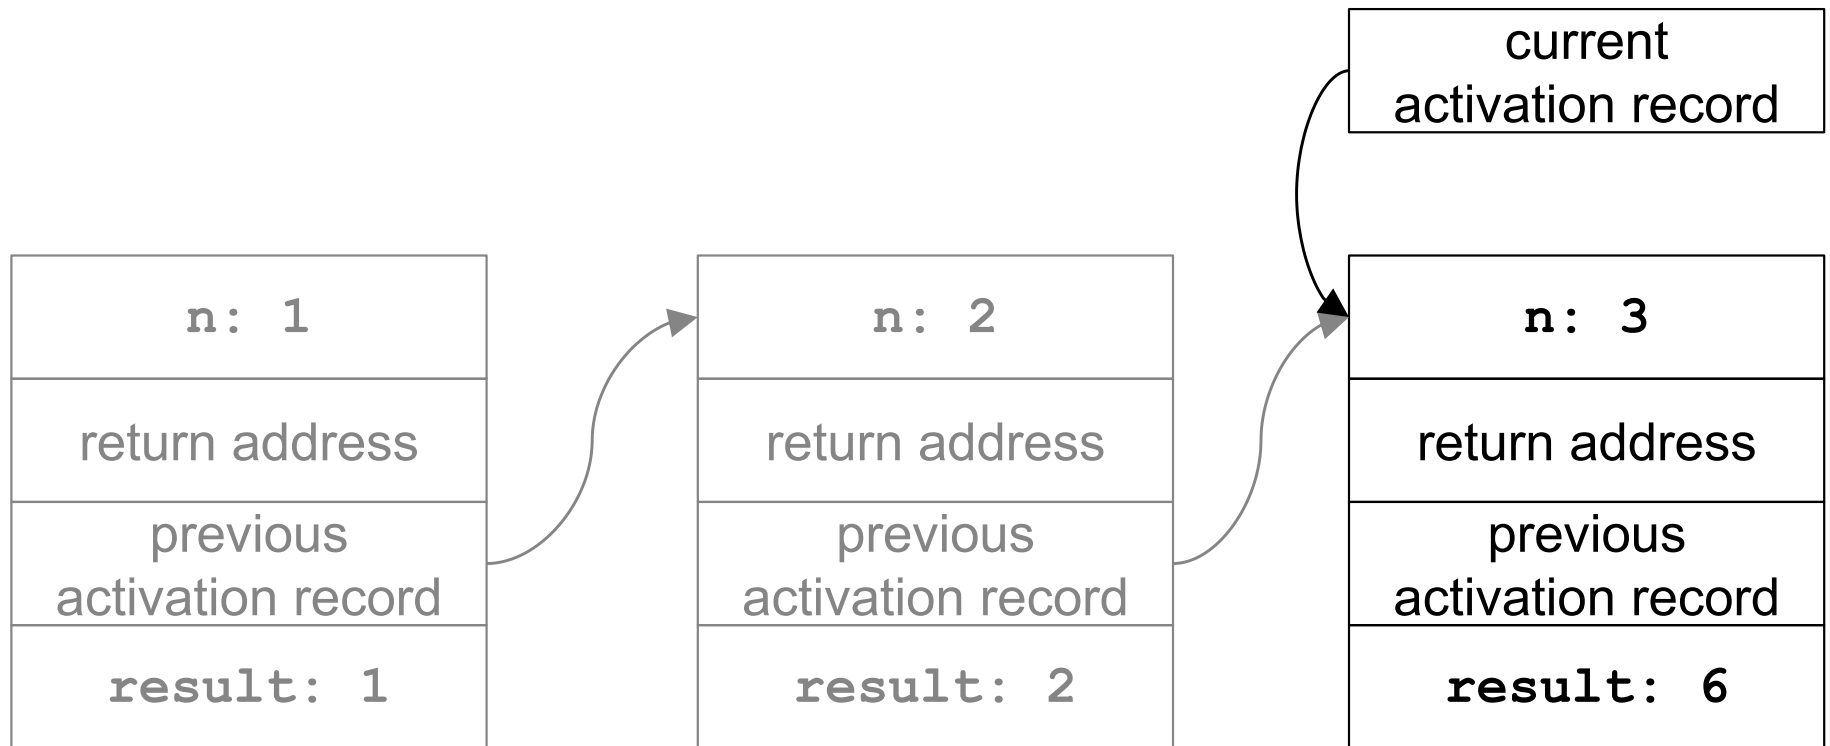 current
activation record
n: 1
return address
previous
activation record
result: 1
n: 2
return address
previous
activation record
result: 2
n: 3
return address
previous
activation record
result: 6